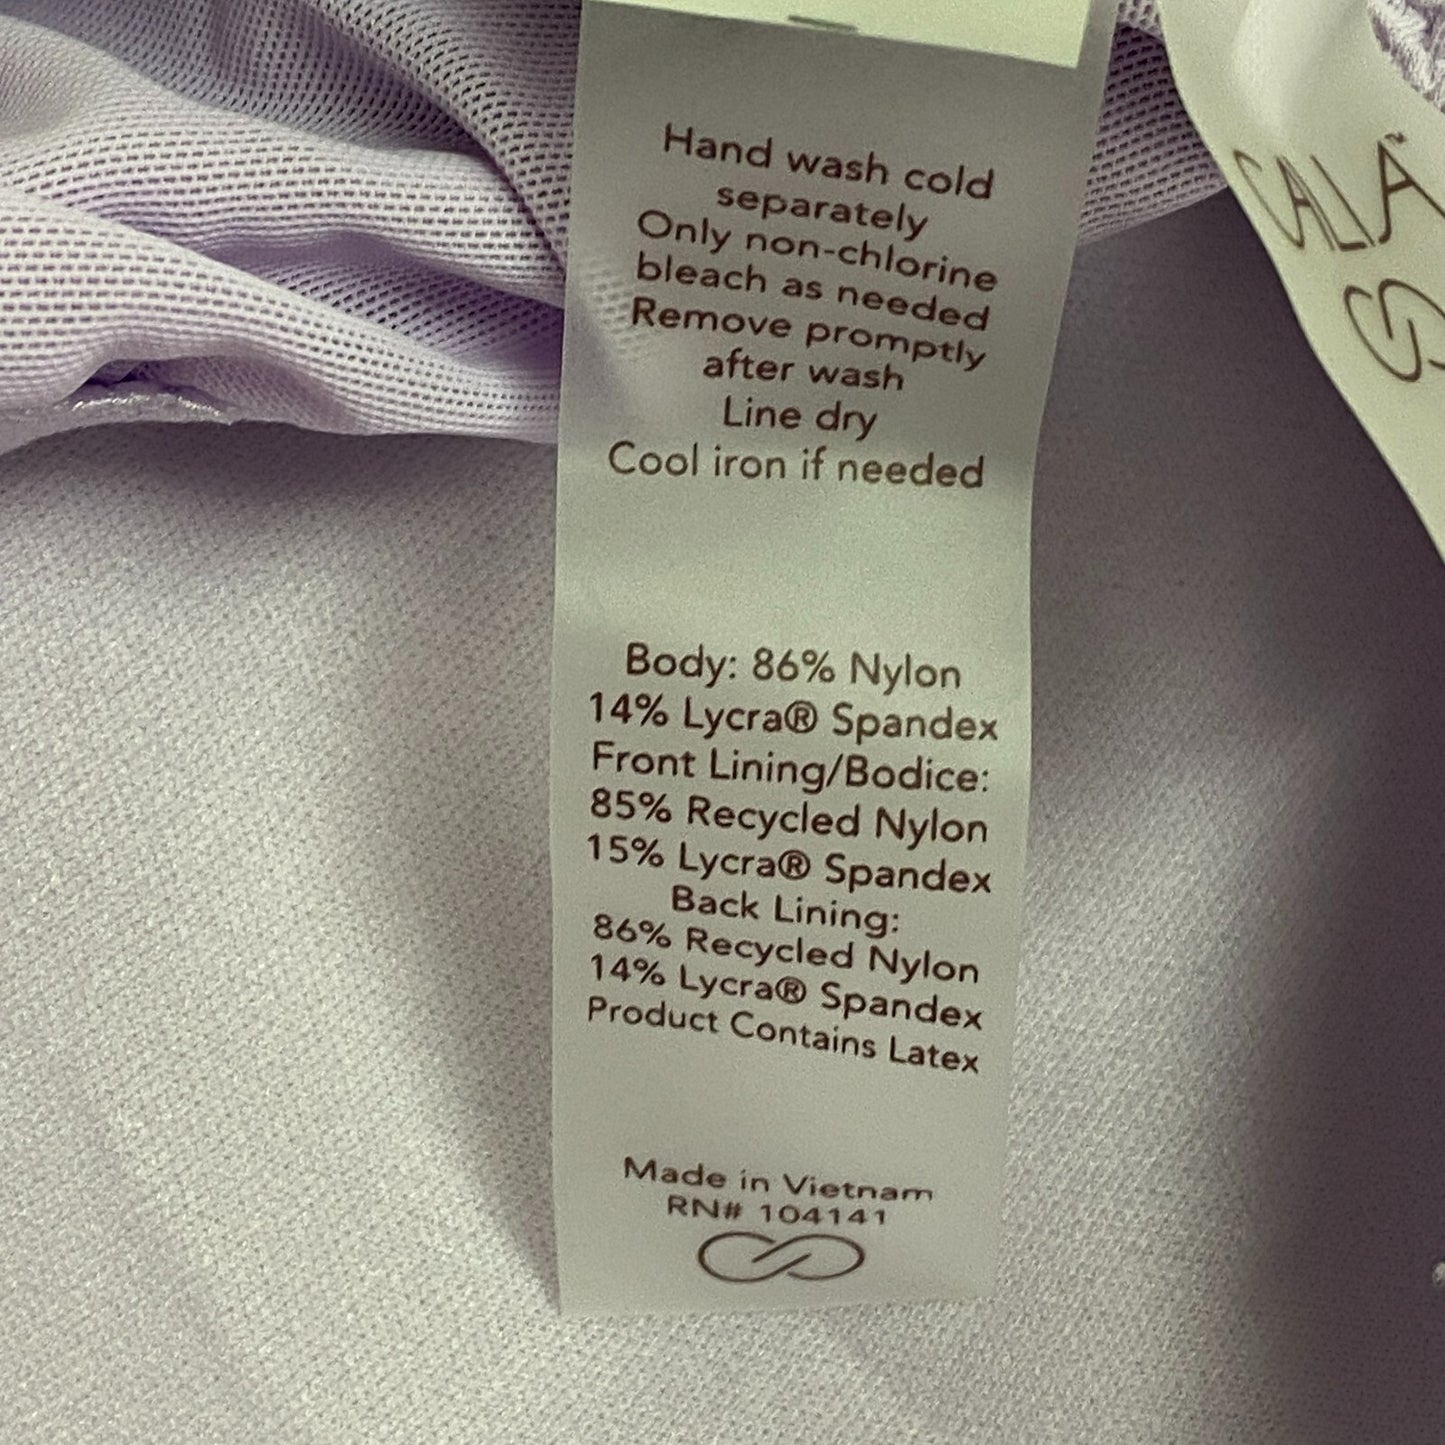 Hand wash cold
separately
Only non-chlorine
bleach as needed
Remove promptly
after wash
Line dry
Cool iron if needed
Body: 86% Nylon
14% Lycra® Spandex
Front Lining/Bodice:
85% Recycled Nylon
15% Lycra® Spandex
Back Lining:
86% Recycled Nylon
14% Lycra® Spandex
Product Contains Latex
Made in Vietnam
RN# 104141
CALIÃ